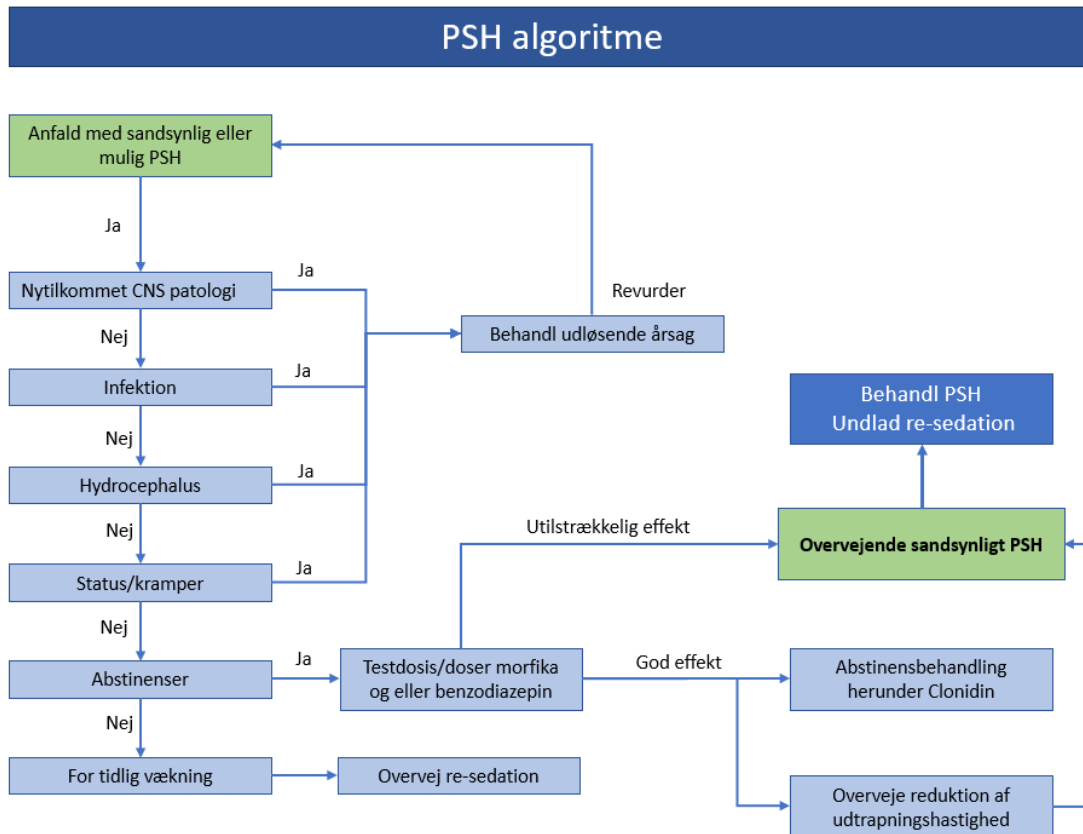 PSH algoritme
Anfald med sandsynlig eller
mulig PSH
Ja
Nytilkommet CNS patologi
Ja
Revurder
Behandl udløsende årsag
Nej
Infektion
Ja
Nej
Hydrocephalus
Ja
Nej
Status/kramper
Ja
Behandl PSH
Undlad re-sedation
Utilstrækkelig effekt
Overvejende sandsynligt PSH
Nej
Abstinenser
Ja
Testdosis/doser morfika
og eller benzodiazepin
God effekt
Abstinensbehandling
herunder Clonidin
Nej
For tidlig vækning
Overvej re-sedation
Overveje reduktion af
udtrapningshastighed